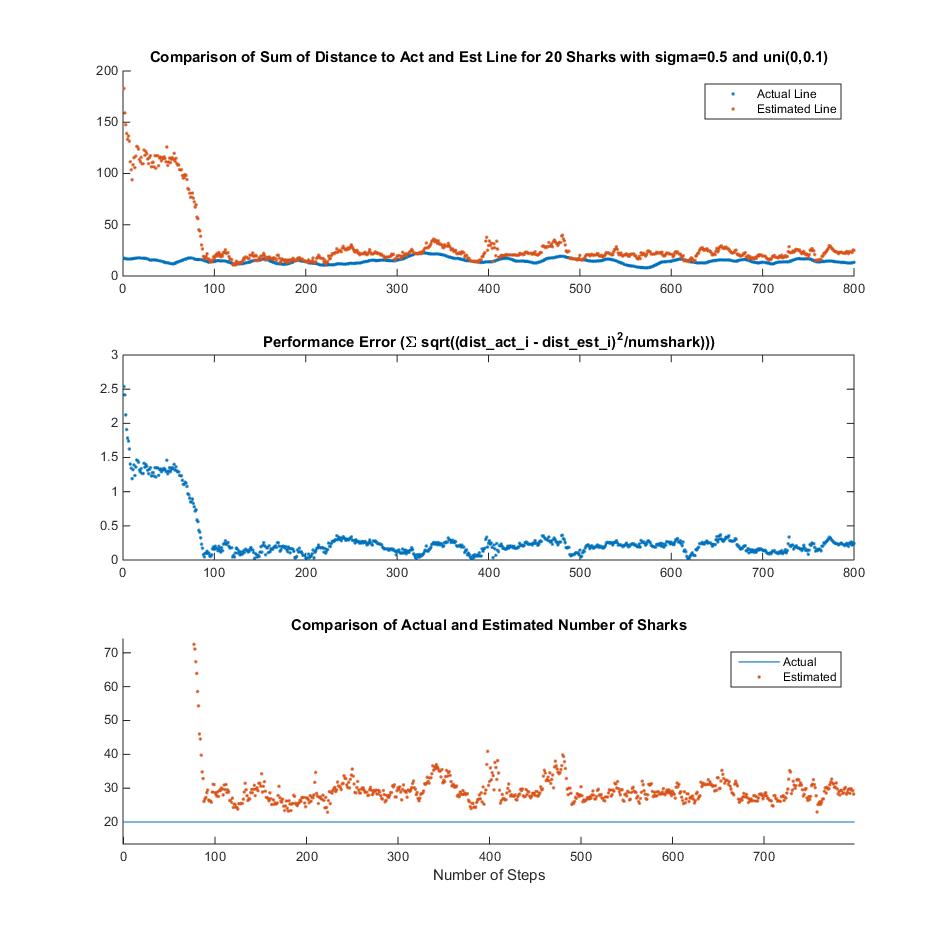 Comparison of Sum of Distance to Act and Est Line for 20 Sharks with sigma=0.5 and uni(0,0.1)
200
150
100
50
0
0 100 200 300 400 500 600 700 800
Actual Line
Estimated Line
Performance Error (Σ sqrt((dist_act_i - dist_est_i)^2/numshark)))
3
2.5
2
1.5
1
0.5
0
0 100 200 300 400 500 600 700 800
Comparison of Actual and Estimated Number of Sharks
70
60
50
40
30
20
0 100 200 300 400 500 600 700
Actual
Estimated
Number of Steps